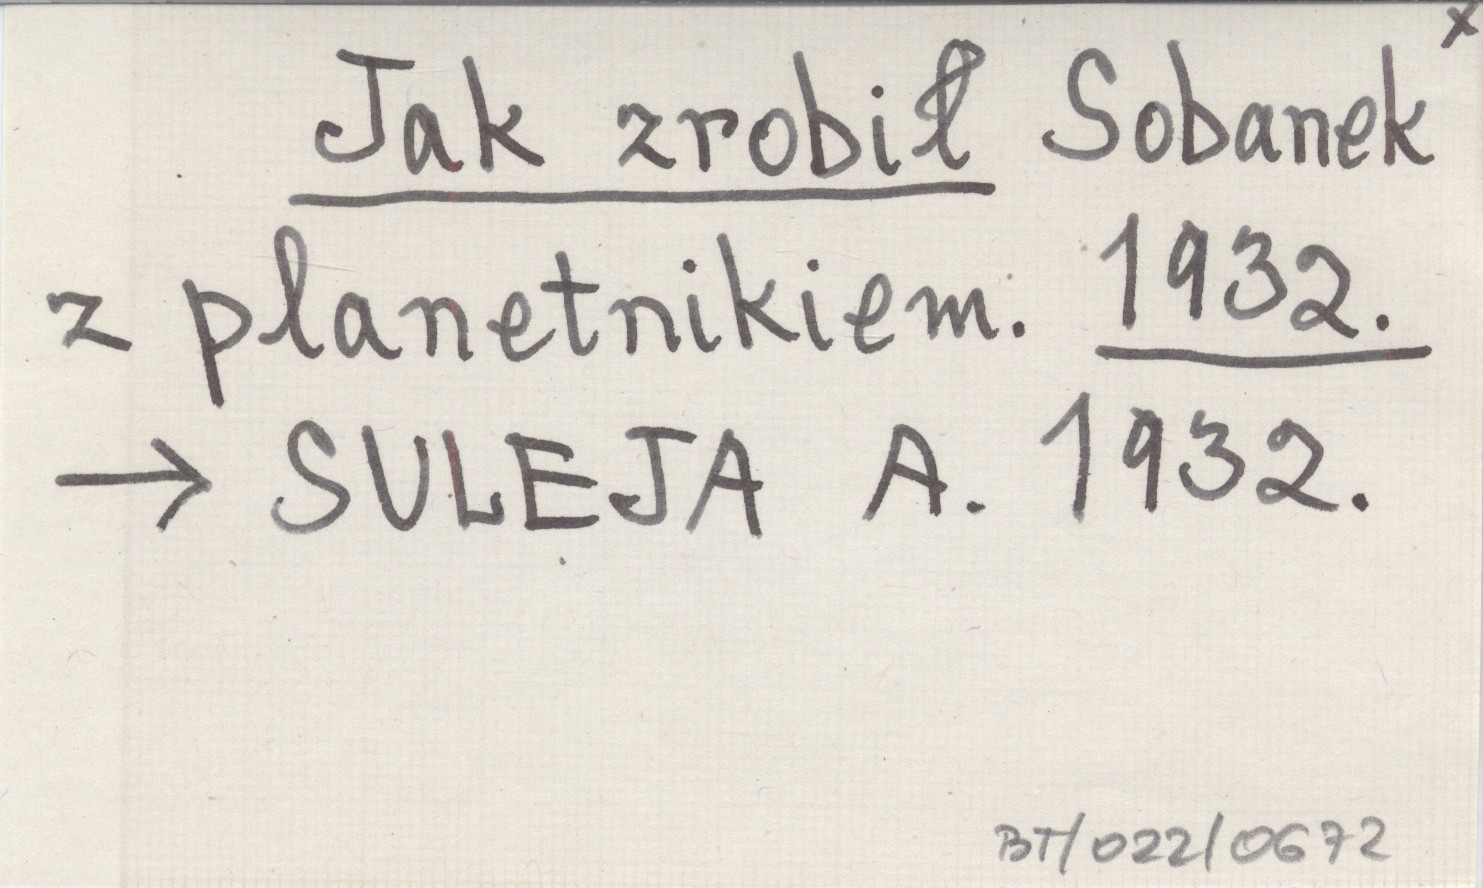 x
Jak zrobił Sobanek
z planetnikiem. 1932.
→ SULEJA A. 1932.
BT/022/0672